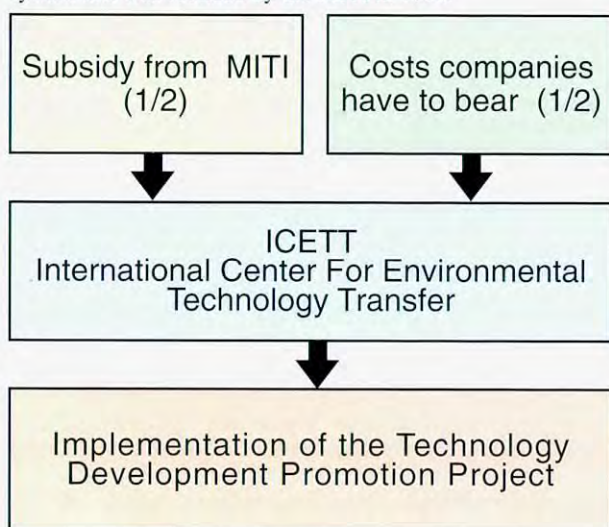 Subsidy from MITI
(1/2)
Costs companies
have to bear (1/2)
ICETT
International Center For Environmental
Technology Transfer
Implementation of the Technology
Development Promotion Project